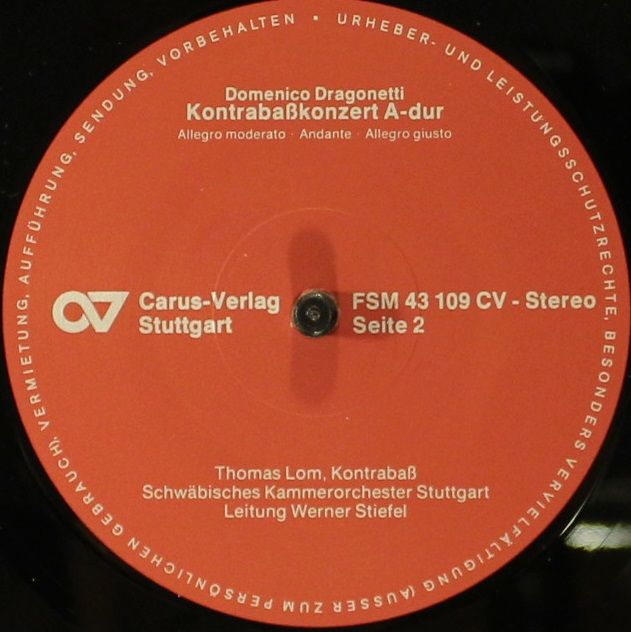 URHEBER- UND LEISTUNGSSCHUTZRECHTE, BESONDERS VERVIELFÄLTIGUNG (AUSSER ZUM PERSÖNLICHEN GEBRAUCH), VERMIETUNG, AUFFÜHRUNG, SENDUNG, VORBEHALTEN ·
Domenico Dragonetti
Kontrabaßkonzert A-dur
Allegro moderato · Andante · Allegro giusto
Carus-Verlag
Stuttgart
FSM 43 109 CV - Stereo
Seite 2
Thomas Lom, Kontrabaß
Schwäbisches Kammerorchester Stuttgart
Leitung Werner Stiefel